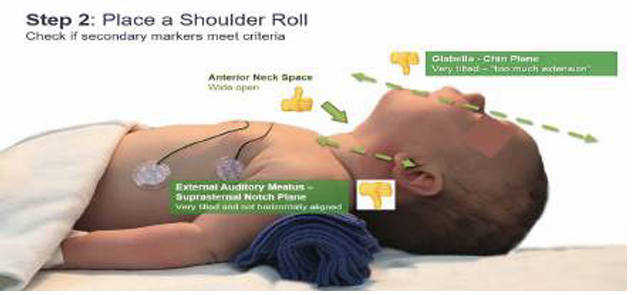 Step 2: Place a Shoulder Roll
Check if secondary markers meet criteria
Glabella - Chin Plane
Very tilted – "too much extension"
Anterior Neck Space
Wide open
External Auditory Meatus –
Suprasternal Notch Plane
Very tilted and not horizontally aligned